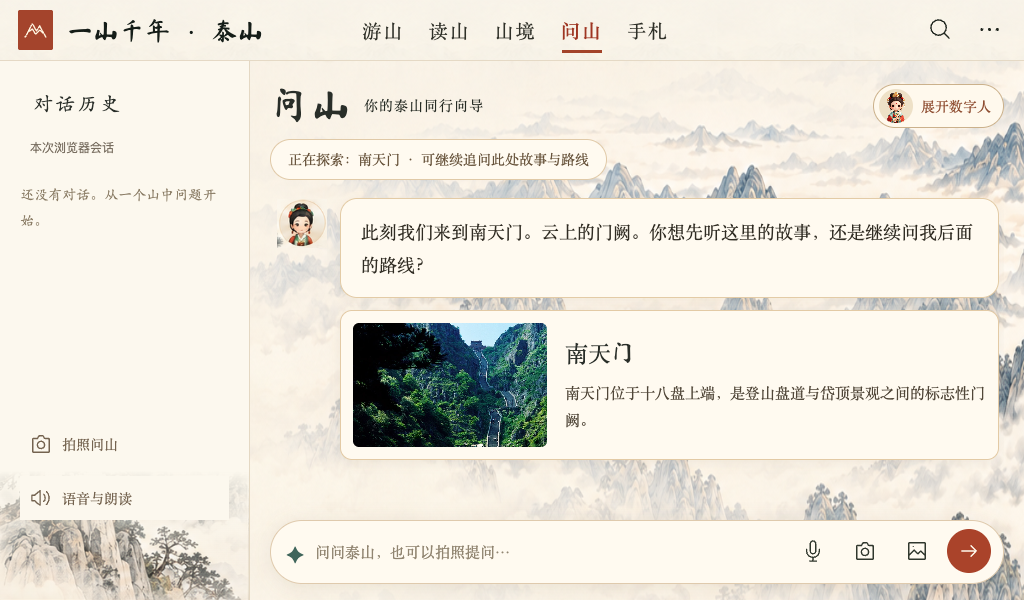 一山千年 · 泰山
游山 读山 山境 问山 手札
对话历史
本次浏览器会话
还没有对话。从一个山中问题开
始。
拍照问山
语音与朗读
问山 你的泰山同行向导
展开数字人
正在探索：南天门 · 可继续追问此处故事与路线
此刻我们来到南天门。云上的门阙。你想先听这里的故事，还是继续问我后面
的路线？
南天门
南天门位于十八盘上端，是登山盘道与岱顶景观之间的标志性门
阙。
问问泰山，也可以拍照提问…